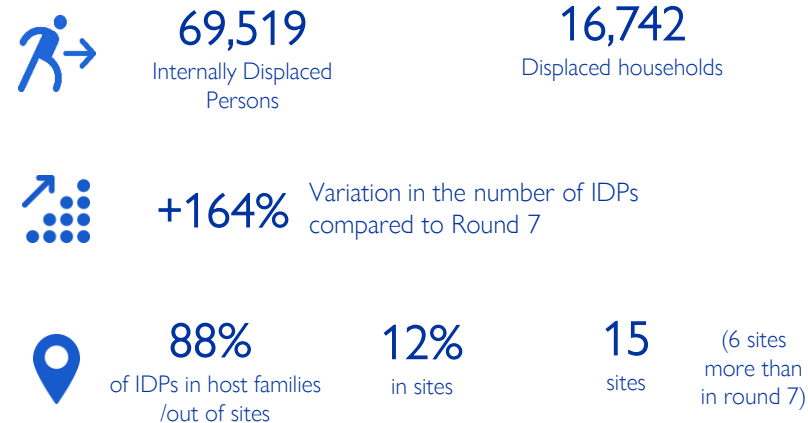 69,519
Internally Displaced
Persons
16,742
Displaced households
+164%
Variation in the number of IDPs
compared to Round 7
88%
of IDPs in host families
/out of sites
12%
in sites
15
sites
(6 sites
more than
in round 7)